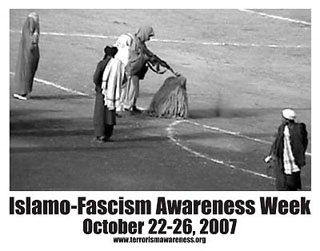 Islamo-Fascism Awareness Week
October 22-26, 2007
www.terrorismawareness.org